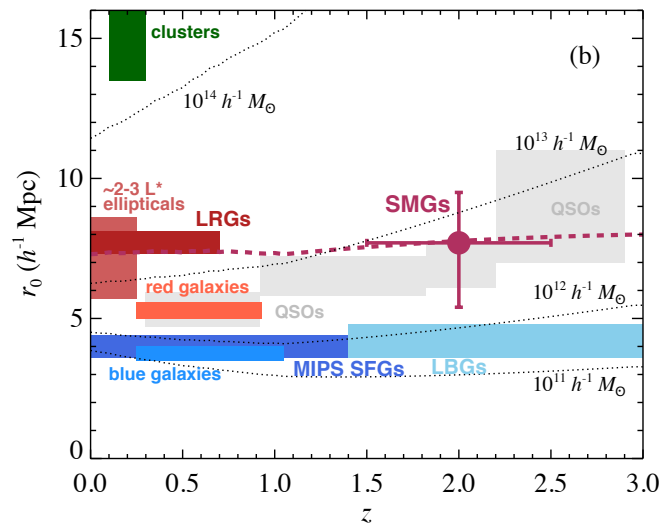 (b)
clusters
10^14 h^-1 M_⊙
10^13 h^-1 M_⊙
~2-3 L*
ellipticals
LRGs
SMGs
QSOs
red galaxies
QSOs
10^12 h^-1 M_⊙
blue galaxies
MIPS SFGs
LBGs
10^11 h^-1 M_⊙
r_0 (h^-1 Mpc)
15
10
5
0
0.0 0.5 1.0 1.5 2.0 2.5 3.0
z